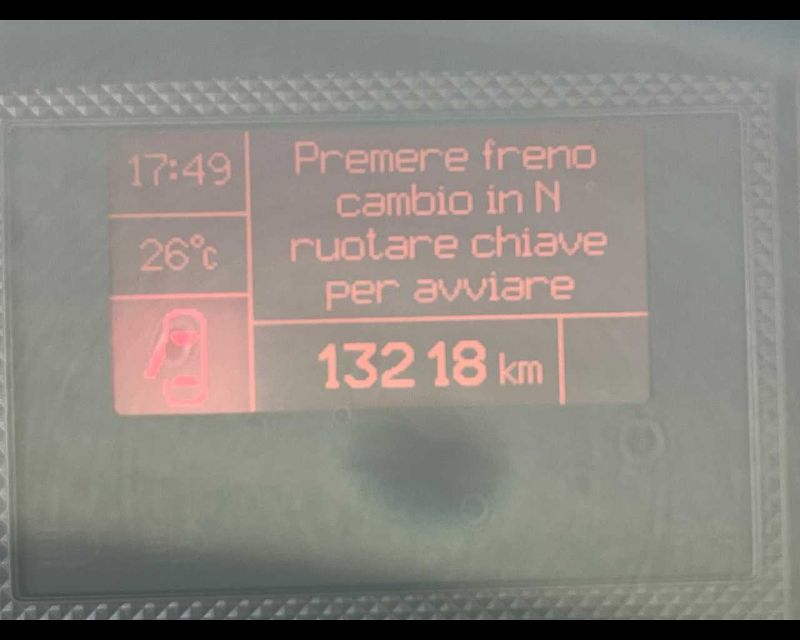 17:49
26°c
Premere freno
cambio in N
ruotare chiave
per avviare
132 18 km